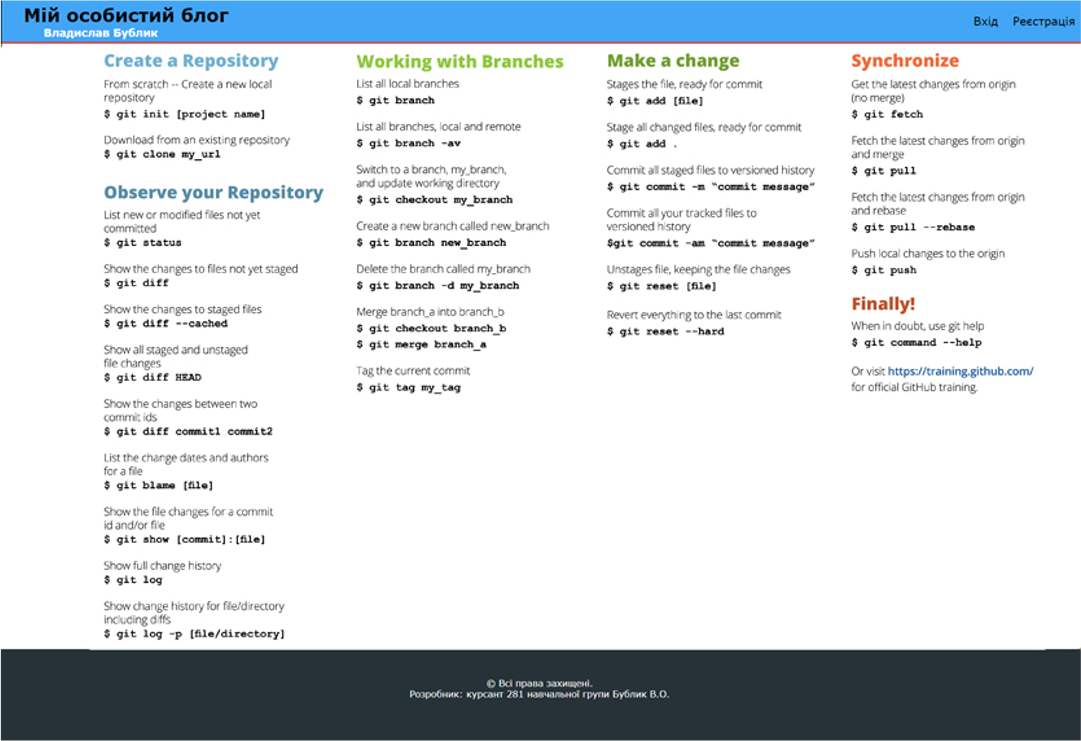 Мій особистий блог
Владислав Бублик
Вхід Реєстрація
Create a Repository
From scratch -- Create a new local
repository
$ git init [project name]
Download from an existing repository
$ git clone my_url
Observe your Repository
List new or modified files not yet
committed
$ git status
Show the changes to files not yet staged
$ git diff
Show the changes to staged files
$ git diff --cached
Show all staged and unstaged
file changes
$ git diff HEAD
Show the changes between two
commit ids
$ git diff commit1 commit2
List the change dates and authors
for a file
$ git blame [file]
Show the file changes for a commit
id and/or file
$ git show [commit]:[file]
Show full change history
$ git log
Show change history for file/directory
including diffs
$ git log -p [file/directory]
Working with Branches
List all local branches
$ git branch
List all branches, local and remote
$ git branch -av
Switch to a branch, my_branch,
and update working directory
$ git checkout my_branch
Create a new branch called new_branch
$ git branch new_branch
Delete the branch called my_branch
$ git branch -d my_branch
Merge branch_a into branch_b
$ git checkout branch_b
$ git merge branch_a
Tag the current commit
$ git tag my_tag
Make a change
Stages the file, ready for commit
$ git add [file]
Stage all changed files, ready for commit
$ git add .
Commit all staged files to versioned history
$ git commit -m “commit message”
Commit all your tracked files to
versioned history
$git commit -am “commit message”
Unstages file, keeping the file changes
$ git reset [file]
Revert everything to the last commit
$ git reset --hard
Synchronize
Get the latest changes from origin
(no merge)
$ git fetch
Fetch the latest changes from origin
and merge
$ git pull
Fetch the latest changes from origin
and rebase
$ git pull --rebase
Push local changes to the origin
$ git push
Finally!
When in doubt, use git help
$ git command --help
Or visit https://training.github.com/
for official GitHub training.
© Всі права захищені.
Розробник: курсант 281 навчальної групи Бублик В.О.